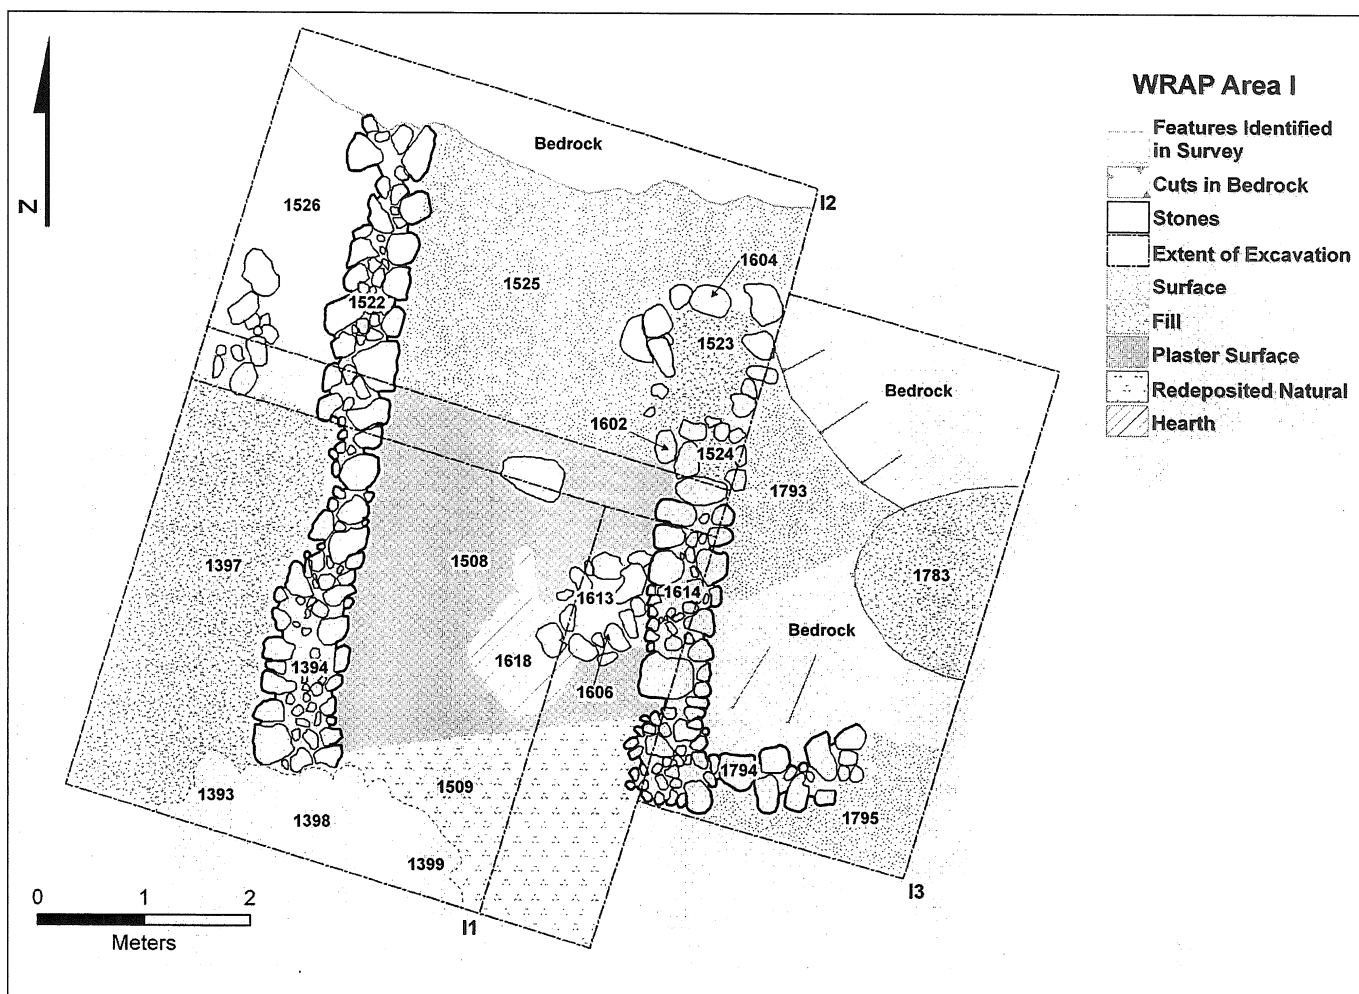 WRAP Area I
Features Identified
in Survey
Cuts in Bedrock
Stones
Extent of Excavation
Surface
Fill
Plaster Surface
Redeposited Natural
Hearth
N
Bedrock
I2
1526
1604
1525
1522
1523
Bedrock
1602
1524
1793
1508
1397
1783
1613
1614
Bedrock
1618
1394
1606
1794
1509
1393
1795
1398
1399
I3
I1
0 1 2
Meters